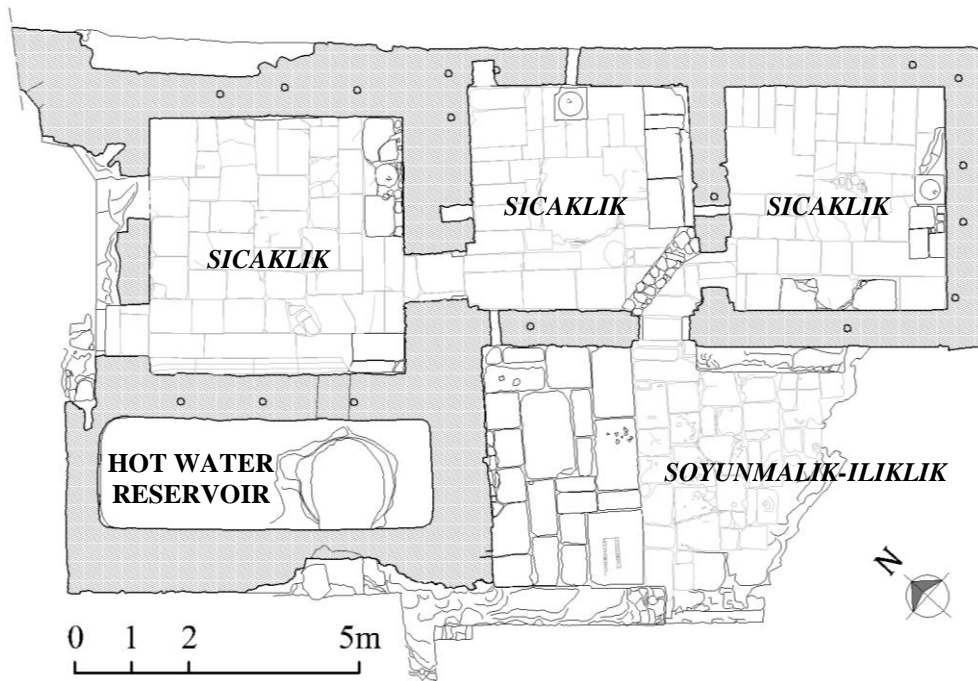 SICAKLIK
SICAKLIK
SICAKLIK
HOT WATER
RESERVOIR
SOYUNMALIK-ILIKLIK
N
0 1 2 5m